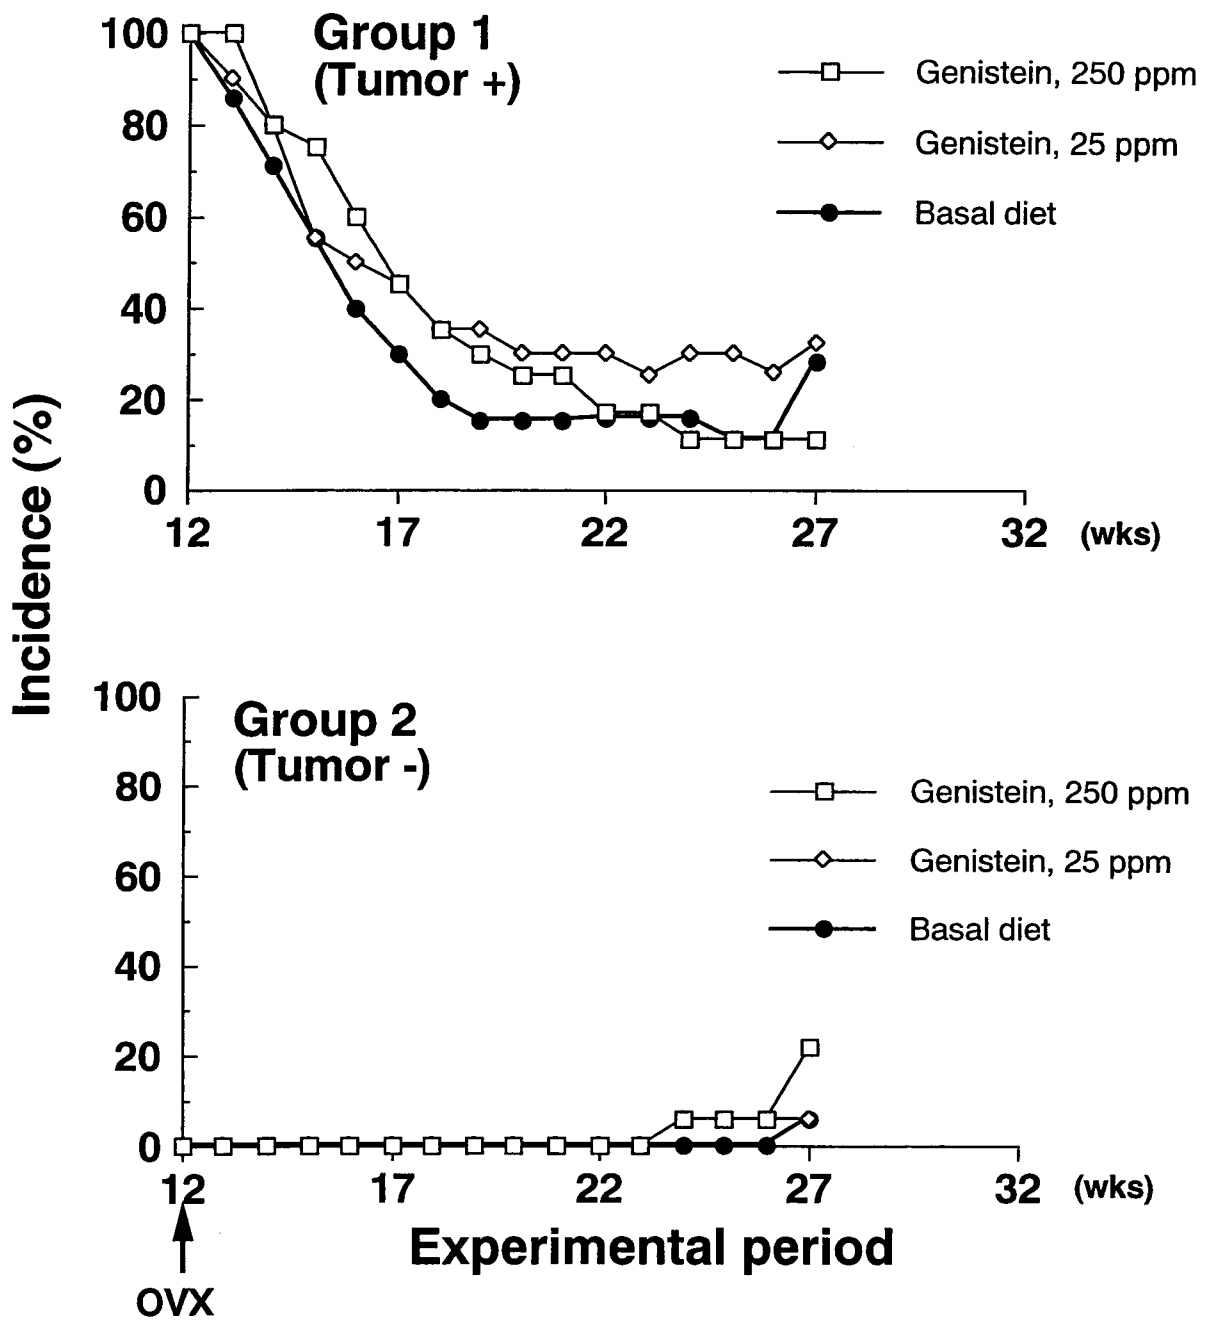 Group 1
(Tumor +)
100
80
60
40
20
0
12
17
22
27
32
(wks)
Genistein, 250 ppm
Genistein, 25 ppm
Basal diet
Incidence (%)
Group 2
(Tumor -)
100
80
60
40
20
0
12
17
22
27
32
(wks)
Genistein, 250 ppm
Genistein, 25 ppm
Basal diet
Experimental period
OVX